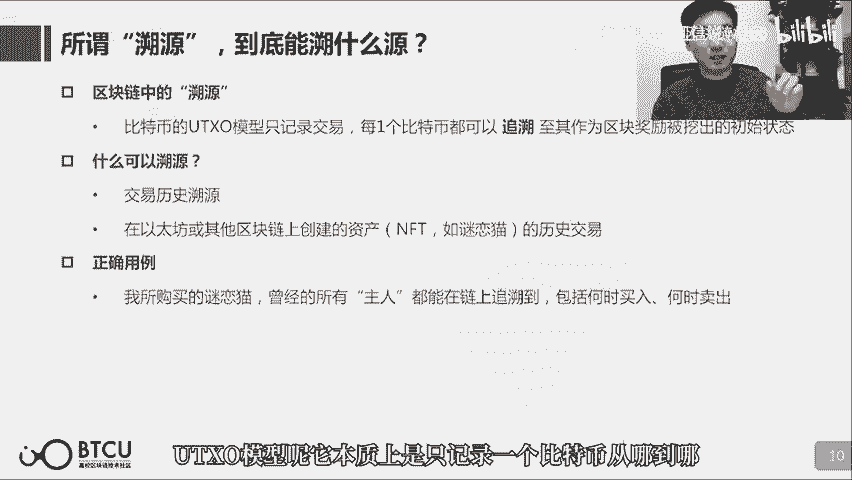 所谓“溯源”，到底能溯什么源？
bilibili
区块链中的“溯源”
比特币的UTXO模型只记录交易，每1个比特币都可以 追溯 至其作为区块奖励被挖出的初始状态
什么可以溯源？
交易历史溯源
在以太坊或其他区块链上创建的资产（NFT，如谜恋猫）的历史交易
正确用例
我所购买的谜恋猫，曾经的所有“主人”都能在链上追溯到，包括何时买入、何时卖出
BTCU
高校区块链技术社区
UTXO模型呢它本质上是只记录一个比特币从哪到哪
10